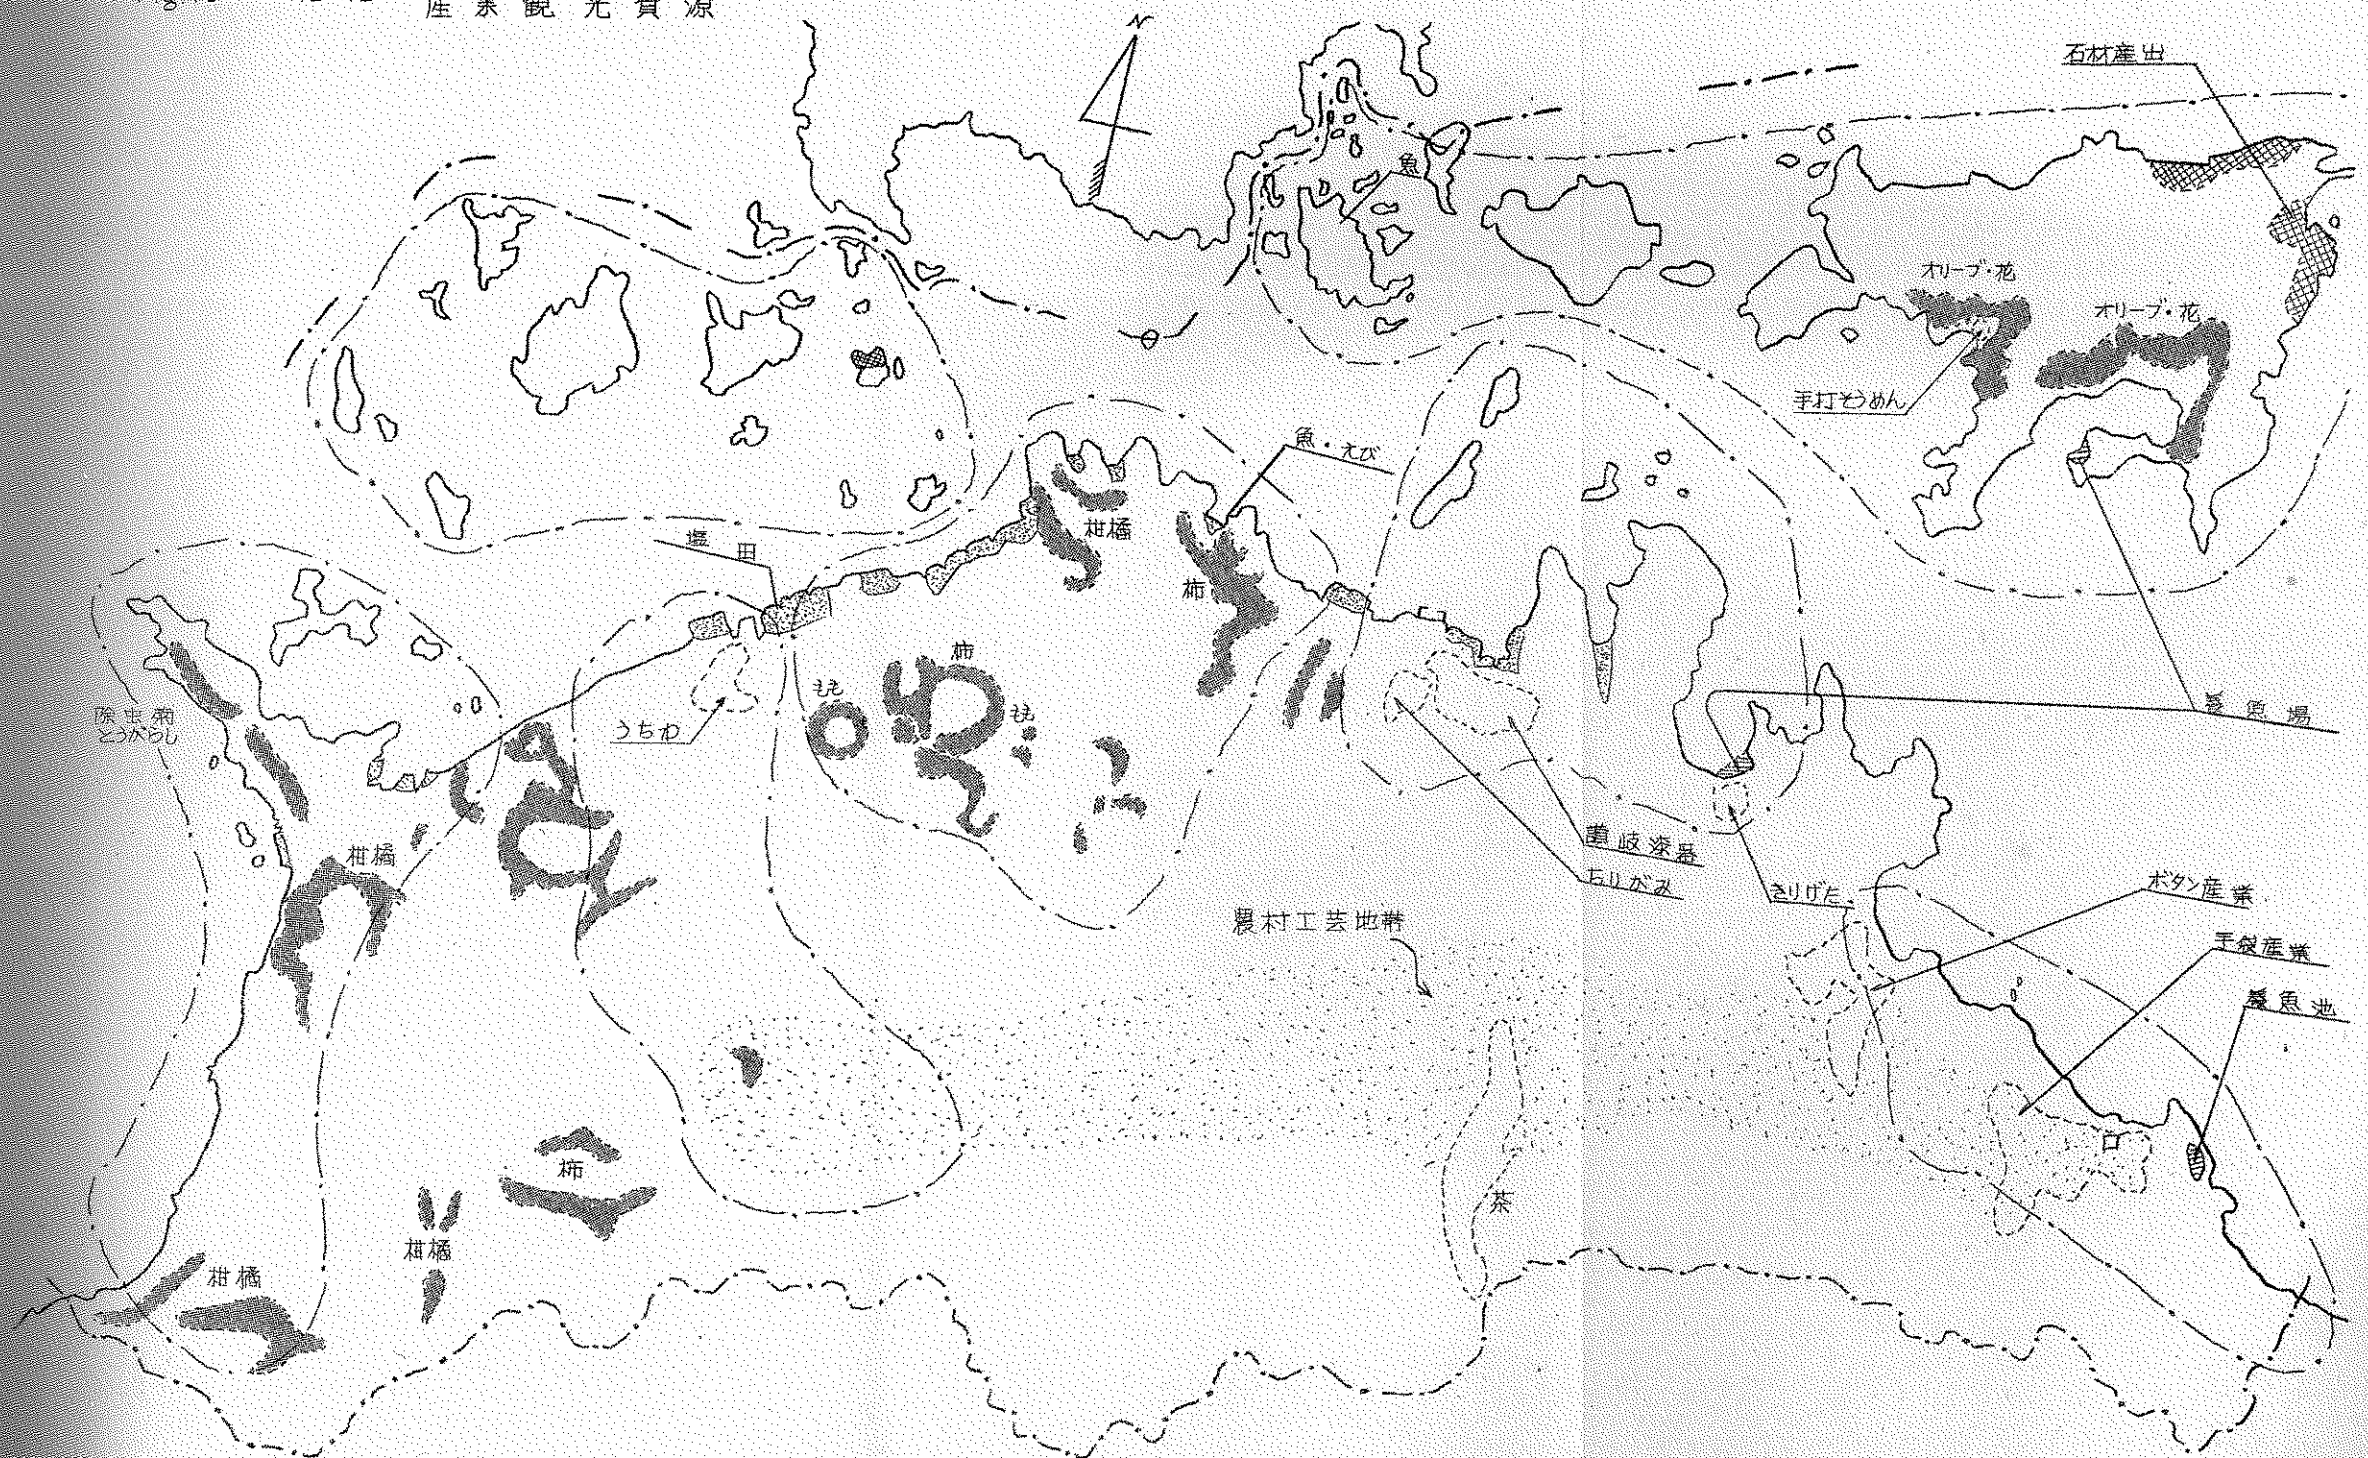 産業観光資源
N
石材産出
魚
オリーブ・花
オリーブ・花
手打そうめん
魚・えび
柑橘
塩田
柿
柿
もも
もも
うちわ
除虫菊
とうがらし
養魚場
讃岐漆器
ちりがみ
きりげた
ボタン産業
手袋産業
養魚池
柑橘
農村工芸地帯
柿
茶
柑橘
柑橘